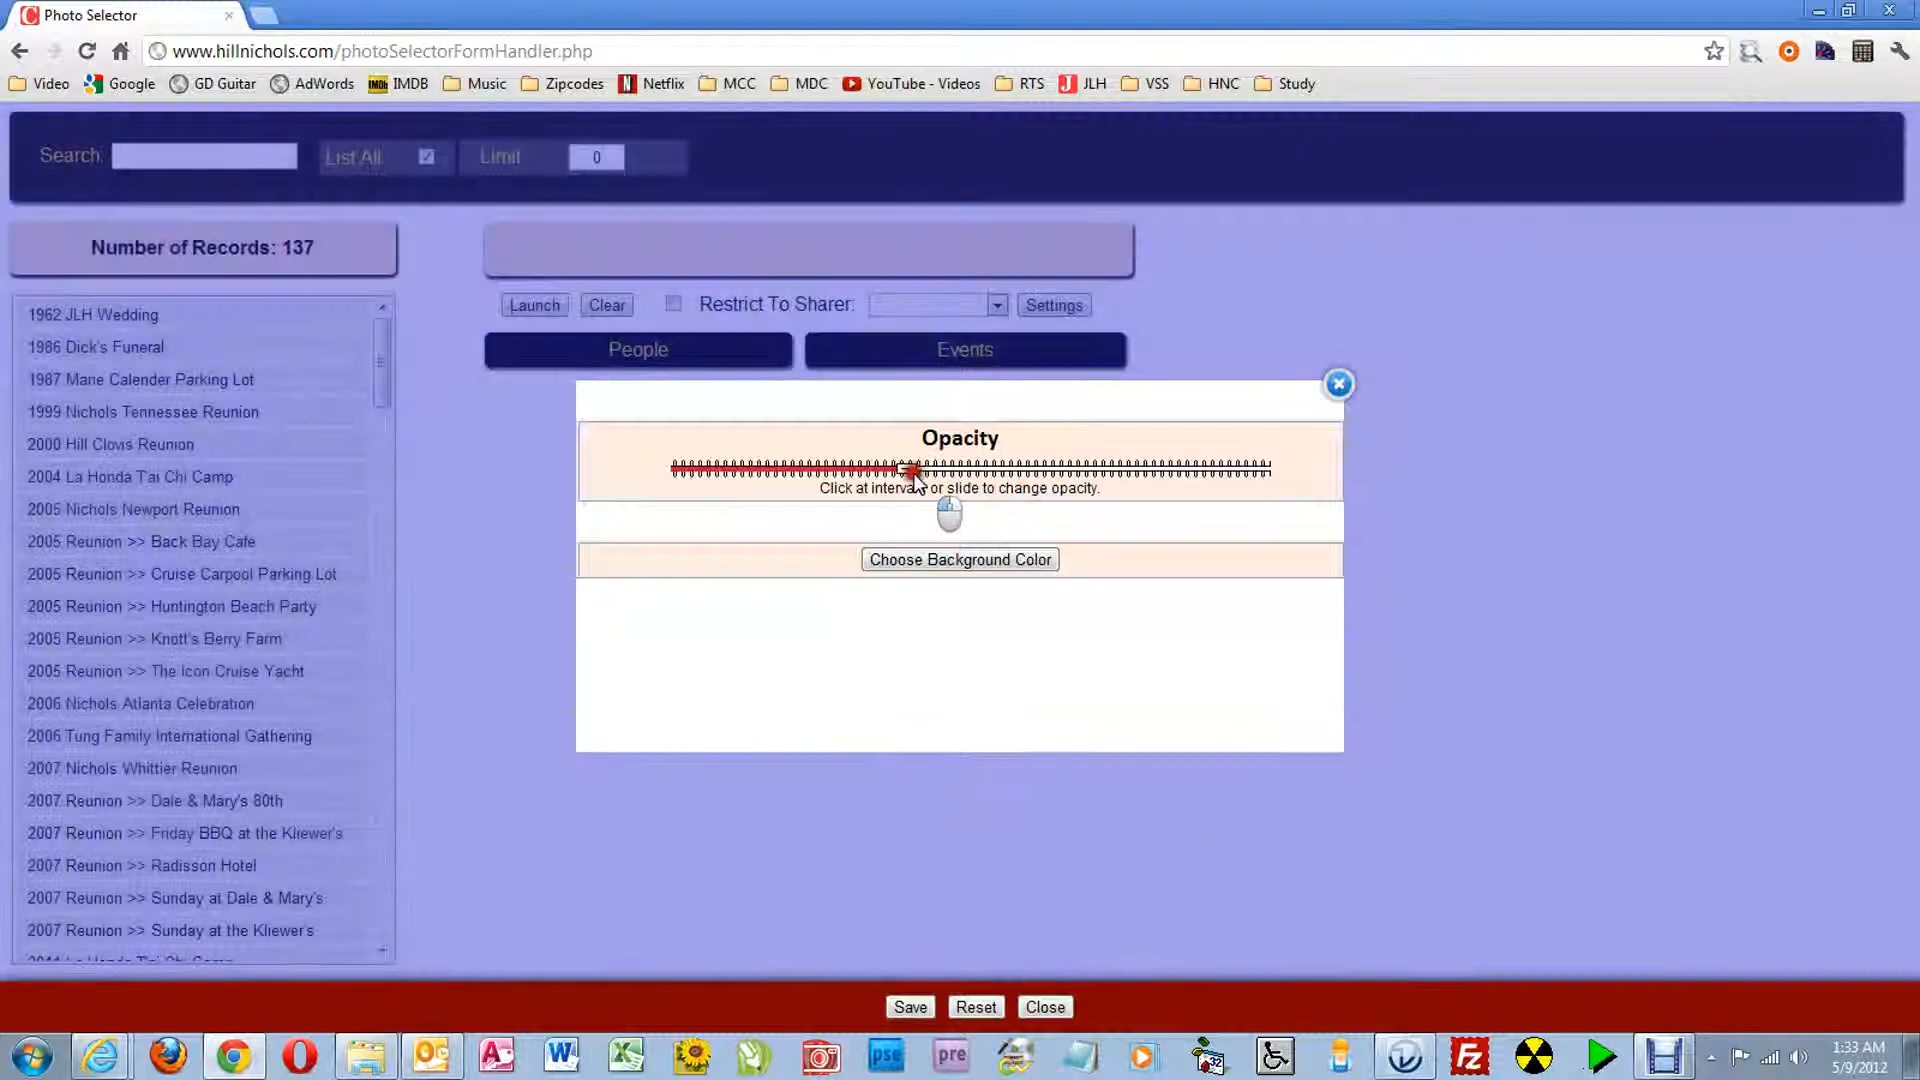 Photo Selector
www.hillnichols.com/photoSelectorFormHandler.php
Video Google GD Guitar AdWords IMDB Music Zipcodes Netflix MCC MDC YouTube - Videos RTS JLH VSS HNC Study
Search: List All Limit 0
Number of Records: 137
Launch Clear Restrict To Sharer: Settings
People Events
1962 JLH Wedding
1986 Dick's Funeral
1987 Mane Calender Parking Lot
1999 Nichols Tennessee Reunion
2000 Hill Clovis Reunion
2004 La Honda T'ai Chi Camp
2005 Nichols Newport Reunion
2005 Reunion >> Back Bay Cafe
2005 Reunion >> Cruise Carpool Parking Lot
2005 Reunion >> Huntington Beach Party
2005 Reunion >> Knott's Berry Farm
2005 Reunion >> The Icon Cruise Yacht
2006 Nichols Atlanta Celebration
2006 Tung Family International Gathering
2007 Nichols Whittier Reunion
2007 Reunion >> Dale & Mary's 80th
2007 Reunion >> Friday BBQ at the Kliewer's
2007 Reunion >> Radisson Hotel
2007 Reunion >> Sunday at Dale & Mary's
2007 Reunion >> Sunday at the Kliewer's
Opacity
Click at intervals or slide to change opacity.
Choose Background Color
Save Reset Close
pse pre 32
1:33 AM
5/9/2012